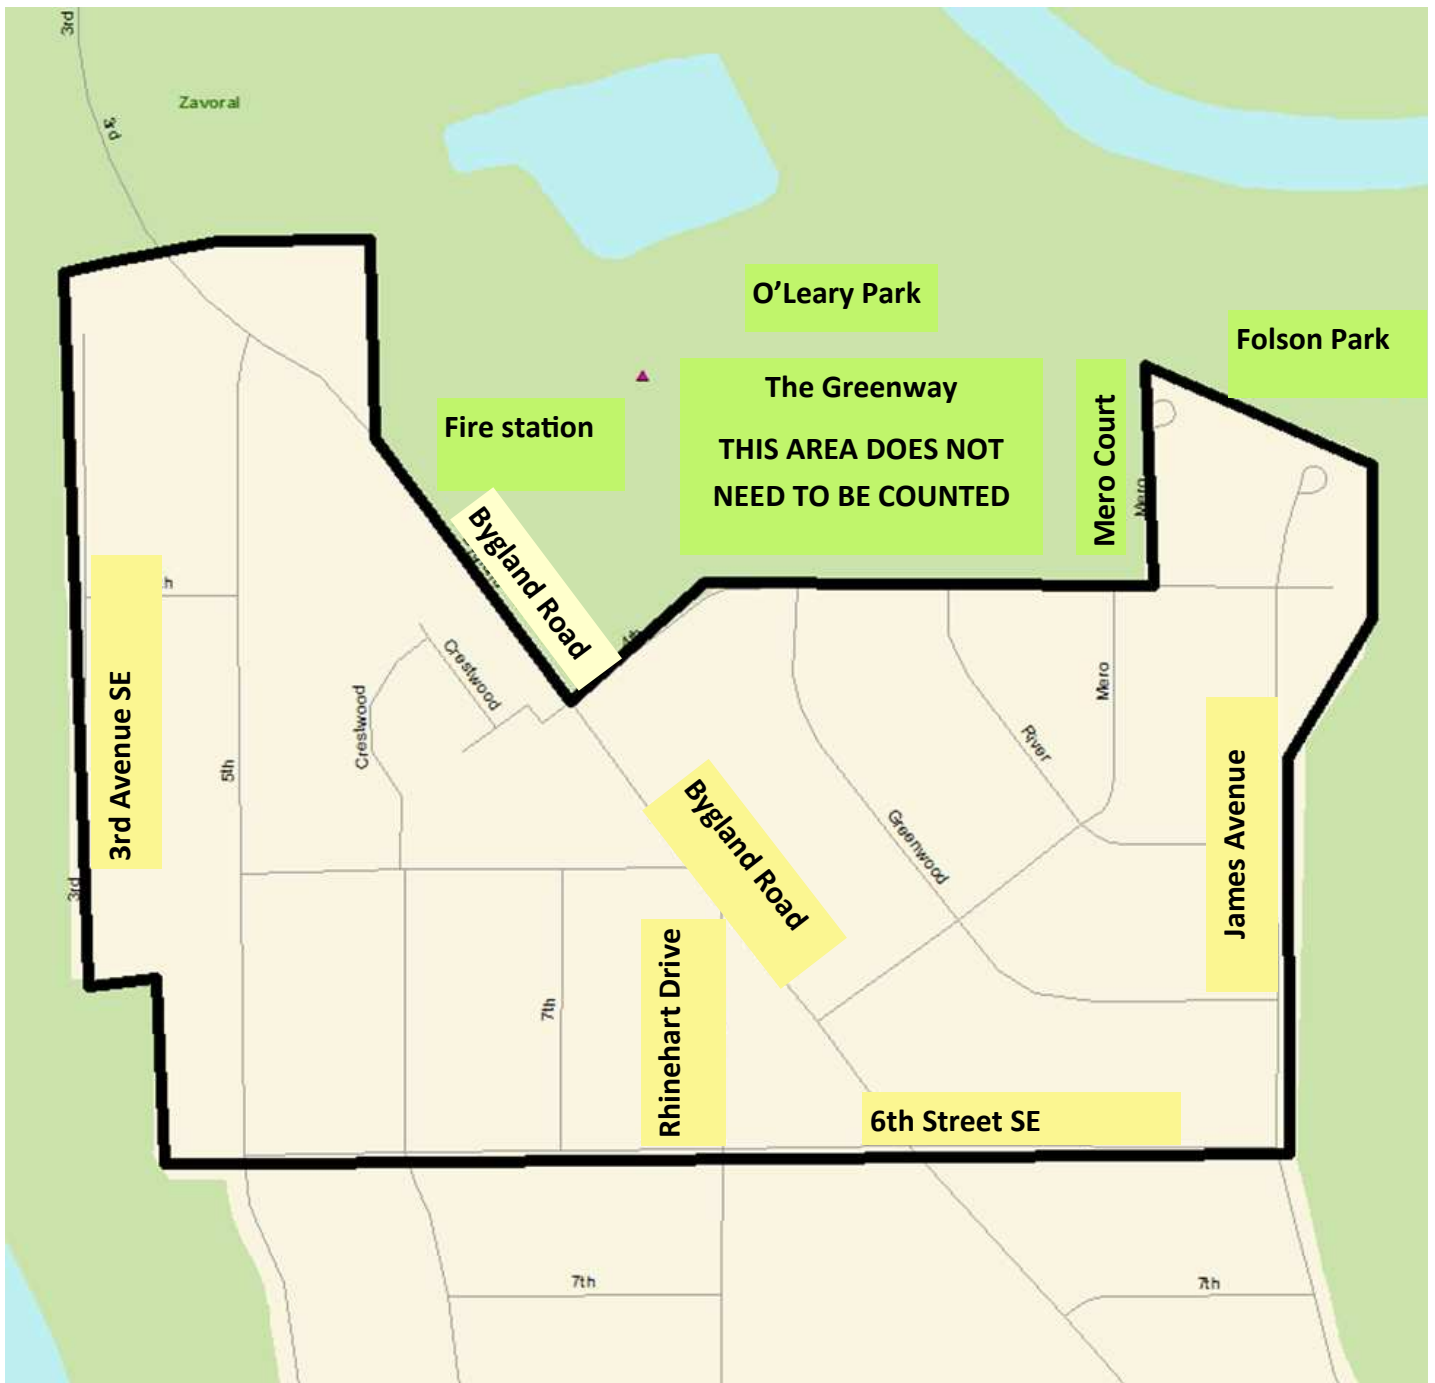 3rd
3rd
Zavoral
O'Leary Park
Folson Park
The Greenway
THIS AREA DOES NOT
NEED TO BE COUNTED
Fire station
Mero Court
Mero
Bygland Road
4th
3rd Avenue SE
Crestwood
Crestwood
Mero
River
5th
Bygland Road
Greenwood
James Avenue
3rd
Rhinehart Drive
7th
6th Street SE
7th
7th